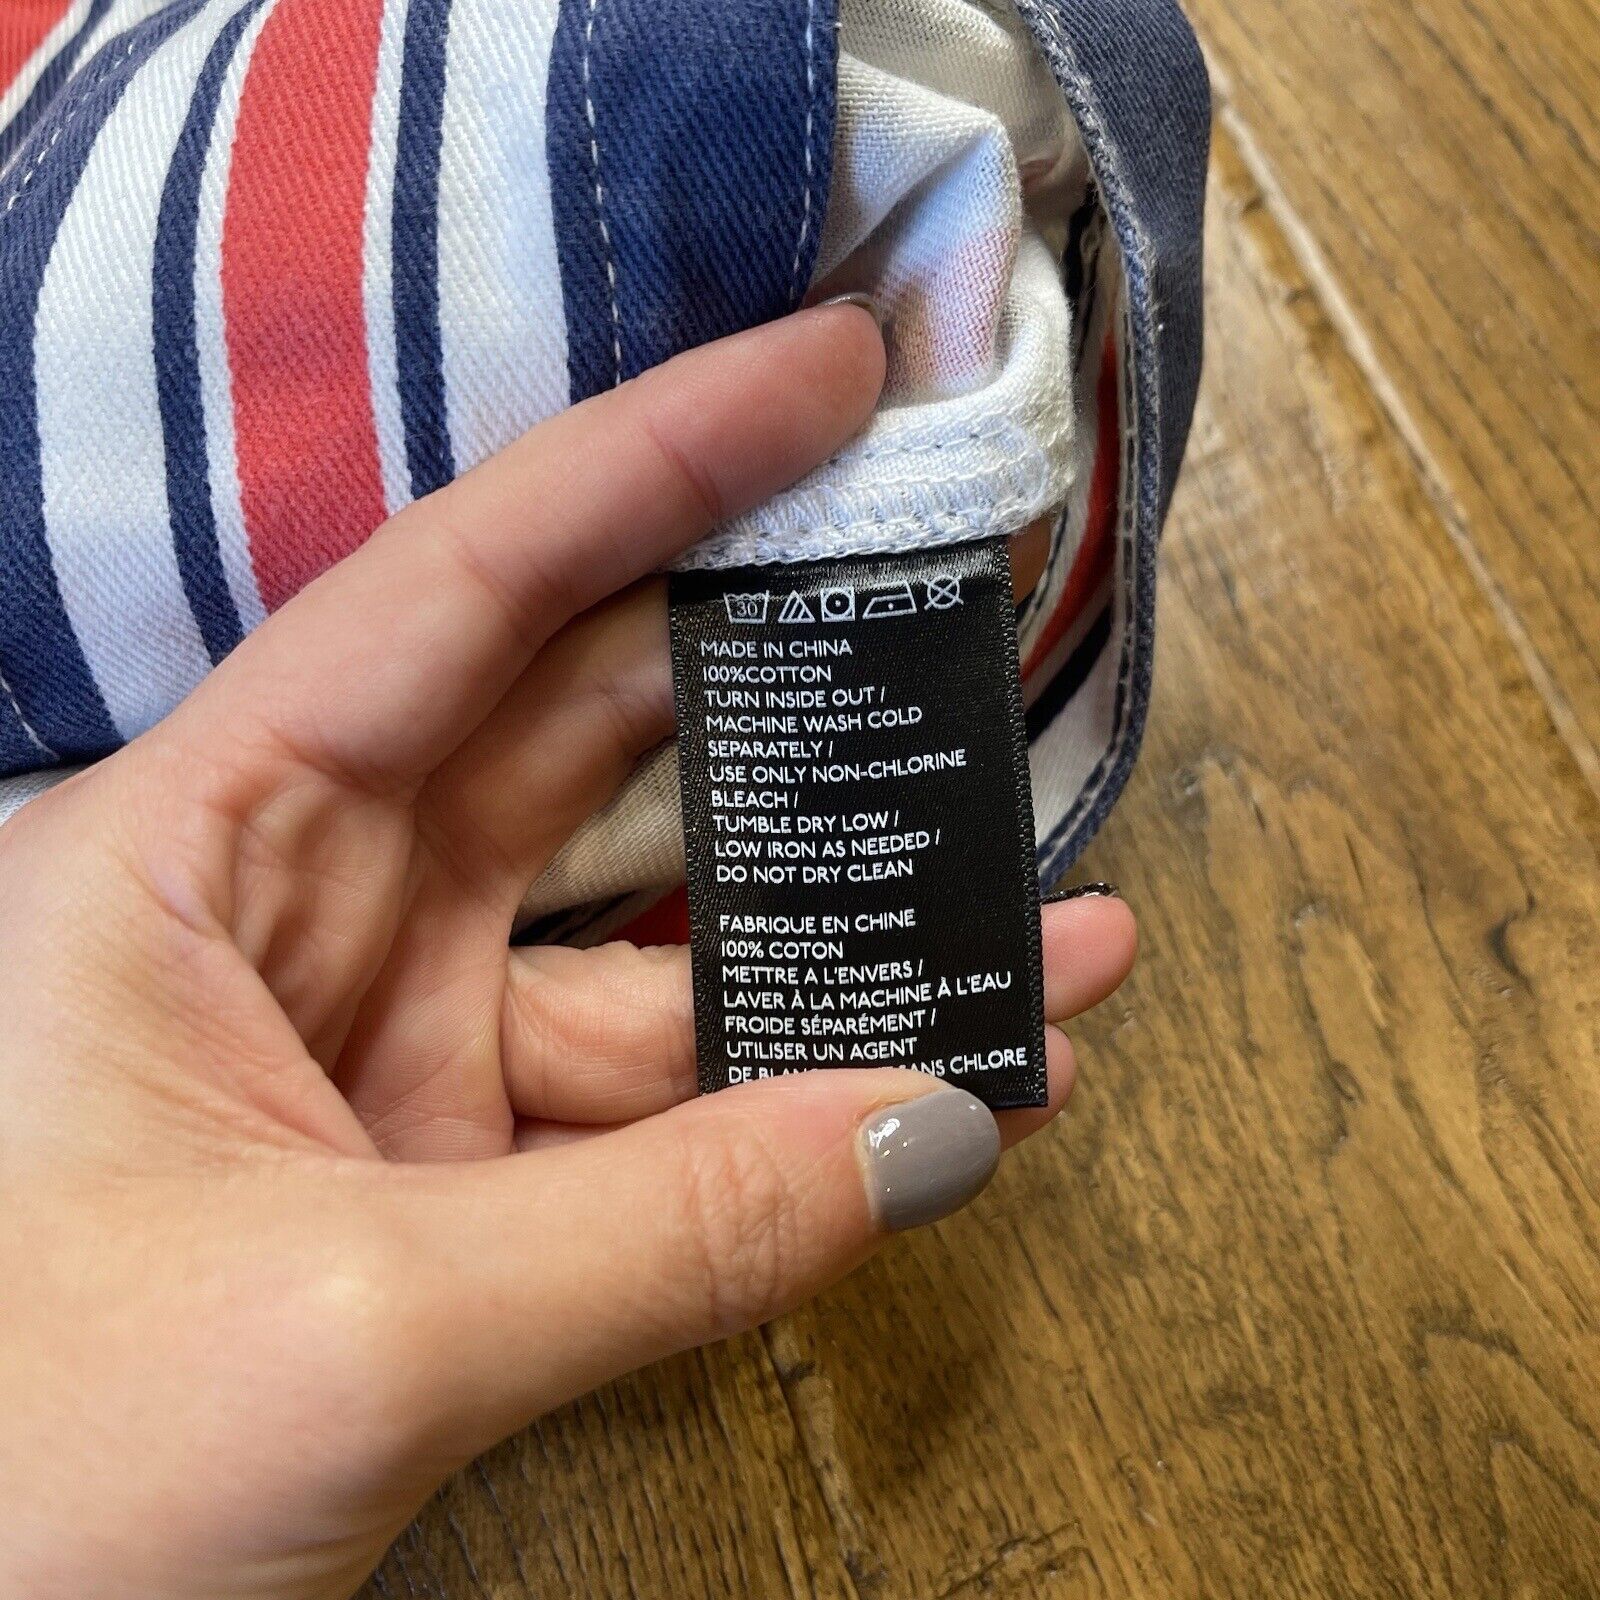 30
MADE IN CHINA
100%COTTON
TURN INSIDE OUT /
MACHINE WASH COLD
SEPARATELY /
USE ONLY NON-CHLORINE
BLEACH /
TUMBLE DRY LOW /
LOW IRON AS NEEDED /
DO NOT DRY CLEAN
FABRIQUE EN CHINE
100% COTON
METTRE A L'ENVERS /
LAVER À LA MACHINE À L'EAU
FROIDE SÉPARÉMENT /
UTILISER UN AGENT
DE SANS CHLORE